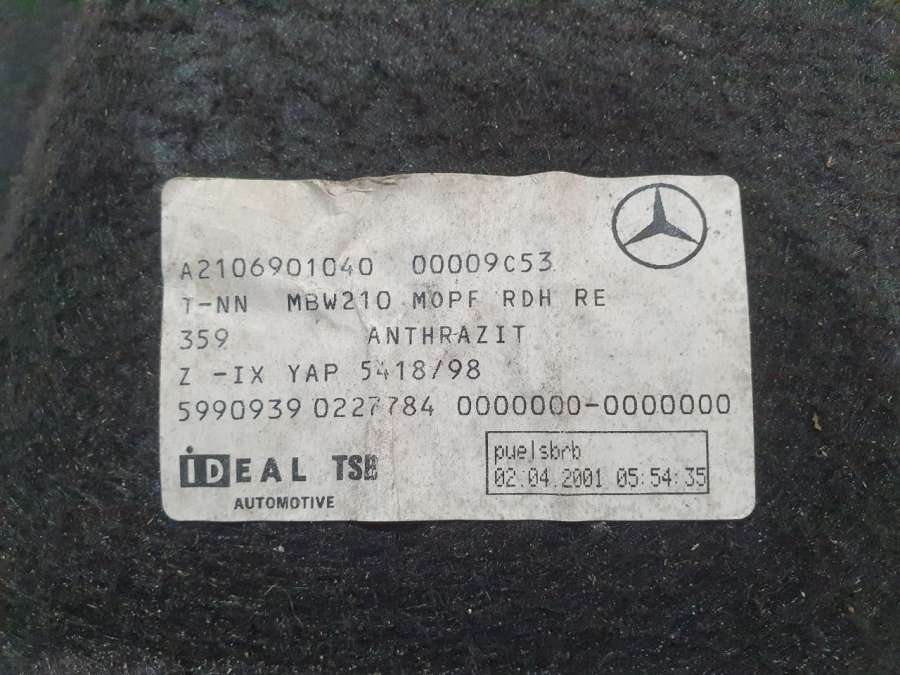 A2106901040 00009C53
T-NN MBW210 MOPF RDH RE
359 ANTHRAZIT
Z -IX YAP 5418/98
5990939 0227784 0000000-0000000
iDEAL TSB
AUTOMOTIVE
puelsbrb
02.04.2001 05:54:35